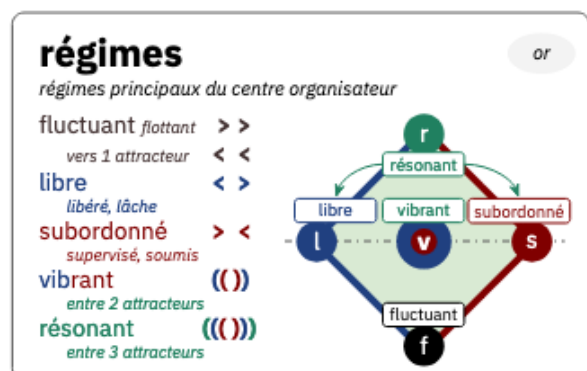 régimes
or
régimes principaux du centre organisateur
fluctuant flottant > >
vers 1 attracteur < <
libre < >
libéré, lâche
subordonné > <
supervisé, soumis
vibrant (( ))
entre 2 attracteurs
résonant ((( )))
entre 3 attracteurs
r
résonant
libre vibrant subordonné
l v s
fluctuant
f